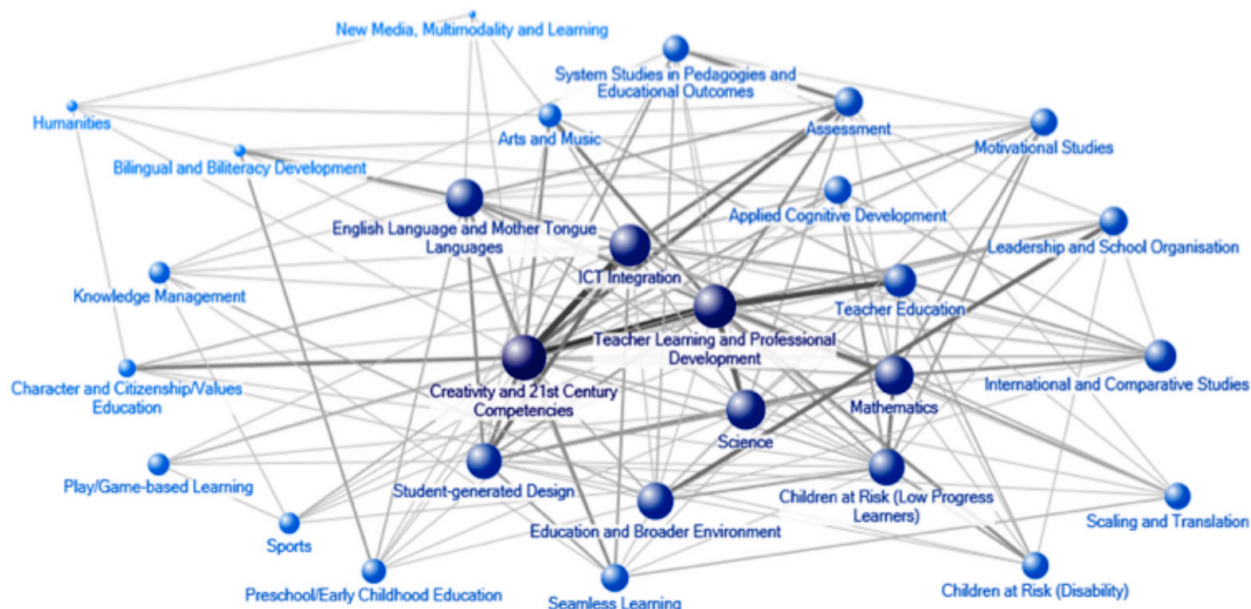 New Media, Multimodality and Learning
System Studies in Pedagogies and
Educational Outcomes
Humanities
Arts and Music
Assessment
Motivational Studies
Bilingual and Biliteracy Development
English Language and Mother Tongue
Languages
Applied Cognitive Development
Leadership and School Organisation
ICT Integration
Knowledge Management
Teacher Education
Teacher Learning and Professional
Development
Character and Citizenship/Values
Education
Creativity and 21st Century
Competencies
International and Comparative Studies
Mathematics
Science
Play/Game-based Learning
Student-generated Design
Children at Risk (Low Progress
Learners)
Education and Broader Environment
Scaling and Translation
Sports
Preschool/Early Childhood Education
Seamless Learning
Children at Risk (Disability)